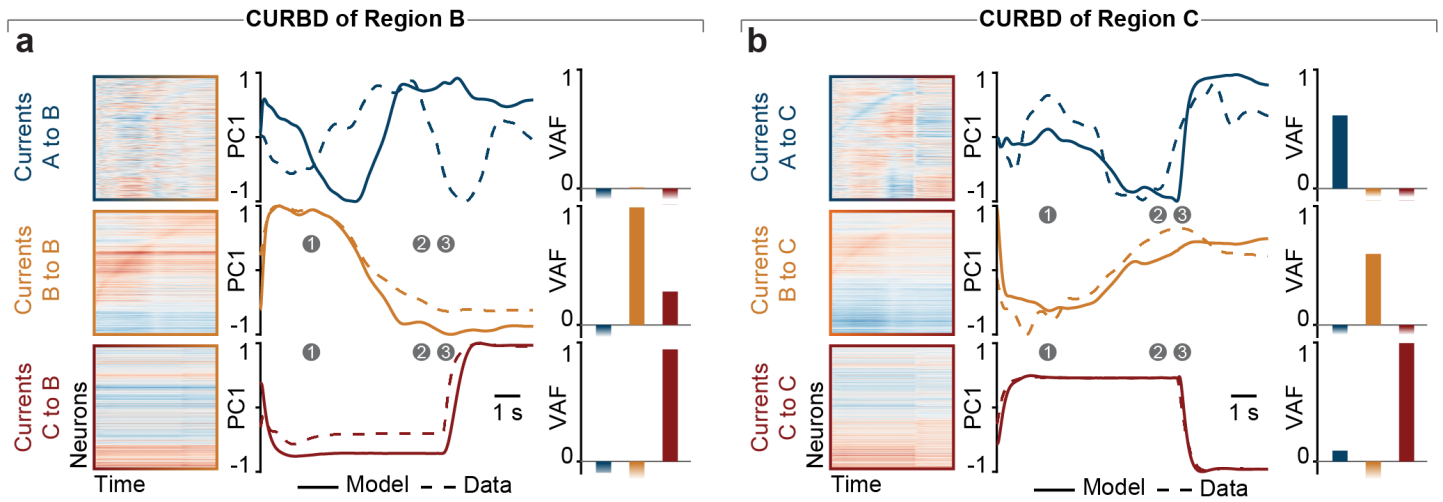 CURBD of Region B
CURBD of Region C
a
b
Currents
A to B
PC1
1
-1
VAF
1
0
Currents
B to B
PC1
1
-1
1
2
3
VAF
1
0
Currents
C to B
Neurons
Time
PC1
1
-1
1
2
3
1 s
VAF
1
0
Model
Data
Currents
A to C
PC1
1
-1
VAF
1
0
Currents
B to C
PC1
1
-1
1
2
3
VAF
1
0
Currents
C to C
Neurons
Time
PC1
1
-1
1
2
3
1 s
VAF
1
0
Model
Data